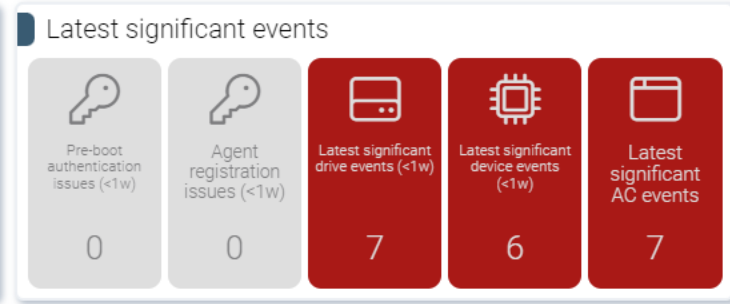 Latest significant events
Pre-boot
authentication
issues (<1w)
0
Agent
registration
issues (<1w)
0
Latest significant
drive events (<1w)
7
Latest significant
device events
(<1w)
6
Latest
significant
AC events
7